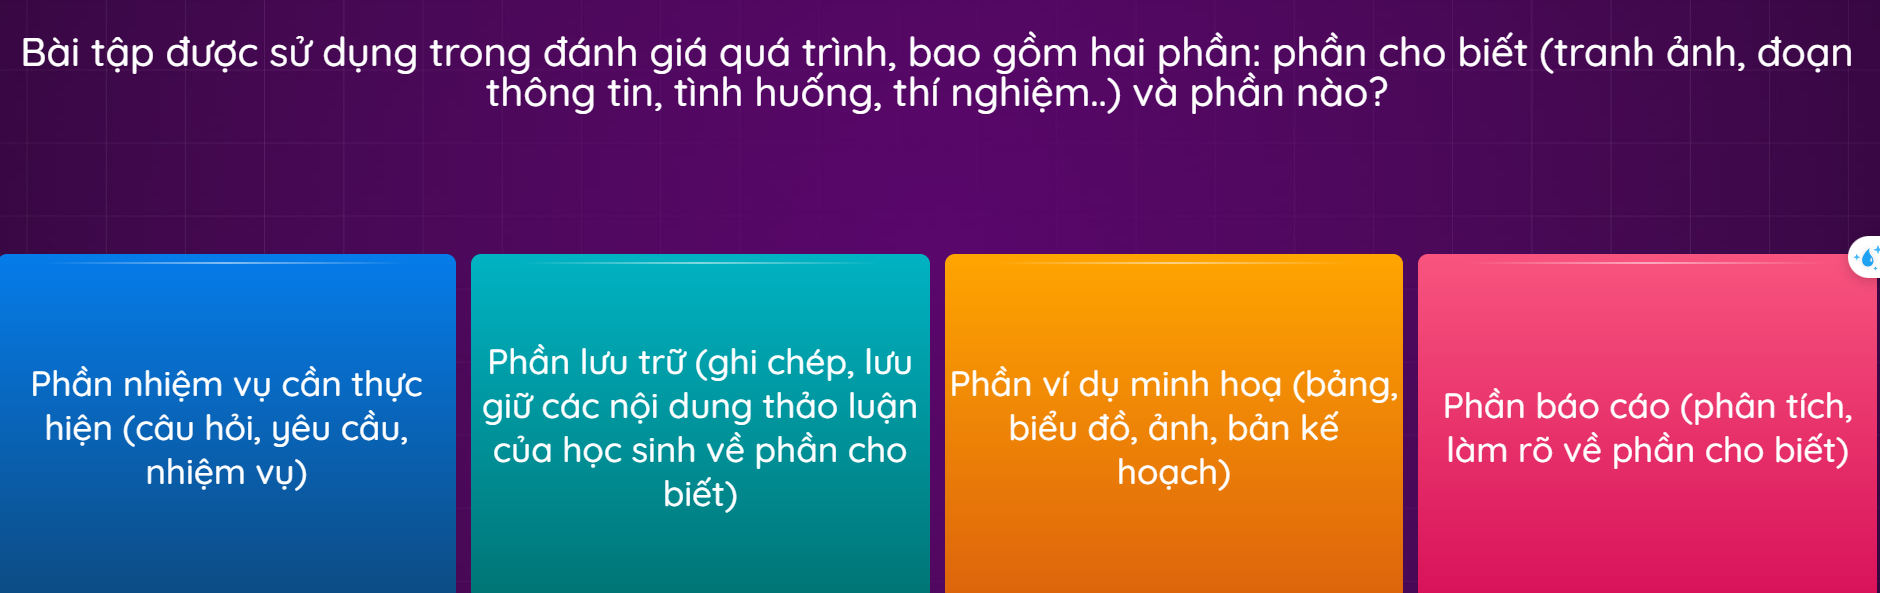 Bài tập được sử dụng trong đánh giá quá trình, bao gồm hai phần: phần cho biết (tranh ảnh, đoạn
thông tin, tình huống, thí nghiệm..) và phần nào?
Phần nhiệm vụ cần thực
hiện (câu hỏi, yêu cầu,
nhiệm vụ)
Phần lưu trữ (ghi chép, lưu
giữ các nội dung thảo luận
của học sinh về phần cho
biết)
Phần ví dụ minh hoạ (bảng,
biểu đồ, ảnh, bản kế
hoạch)
Phần báo cáo (phân tích,
làm rõ về phần cho biết)